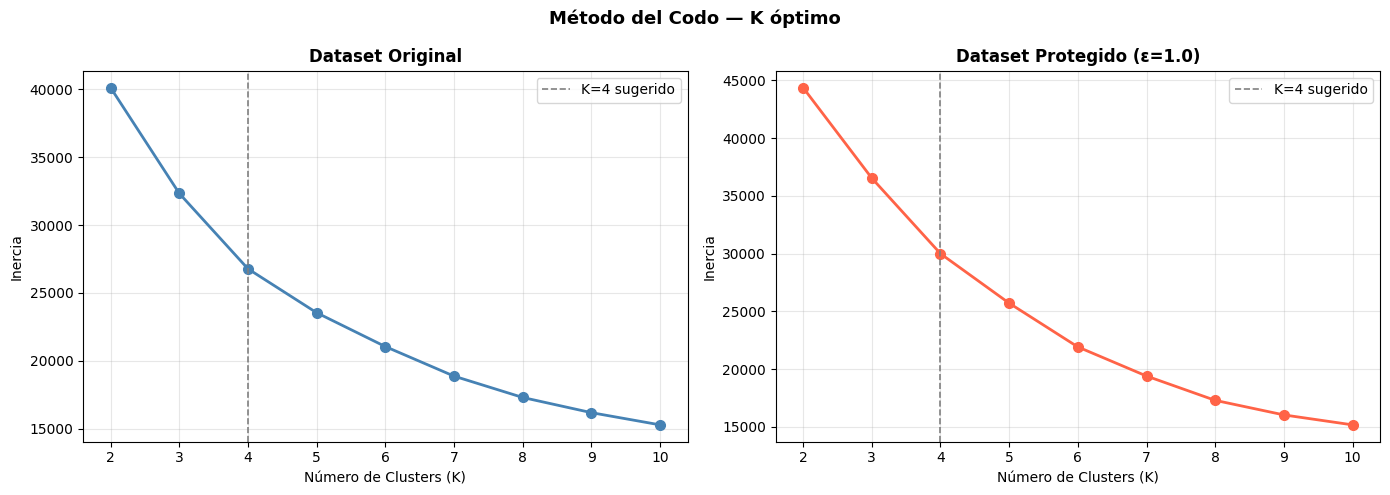 Método del Codo — K óptimo
Dataset Original
40000
35000
30000
25000
20000
15000
Inercia
K=4 sugerido
2 3 4 5 6 7 8 9 10
Número de Clusters (K)
Dataset Protegido (ε=1.0)
45000
40000
35000
30000
25000
20000
15000
Inercia
K=4 sugerido
2 3 4 5 6 7 8 9 10
Número de Clusters (K)